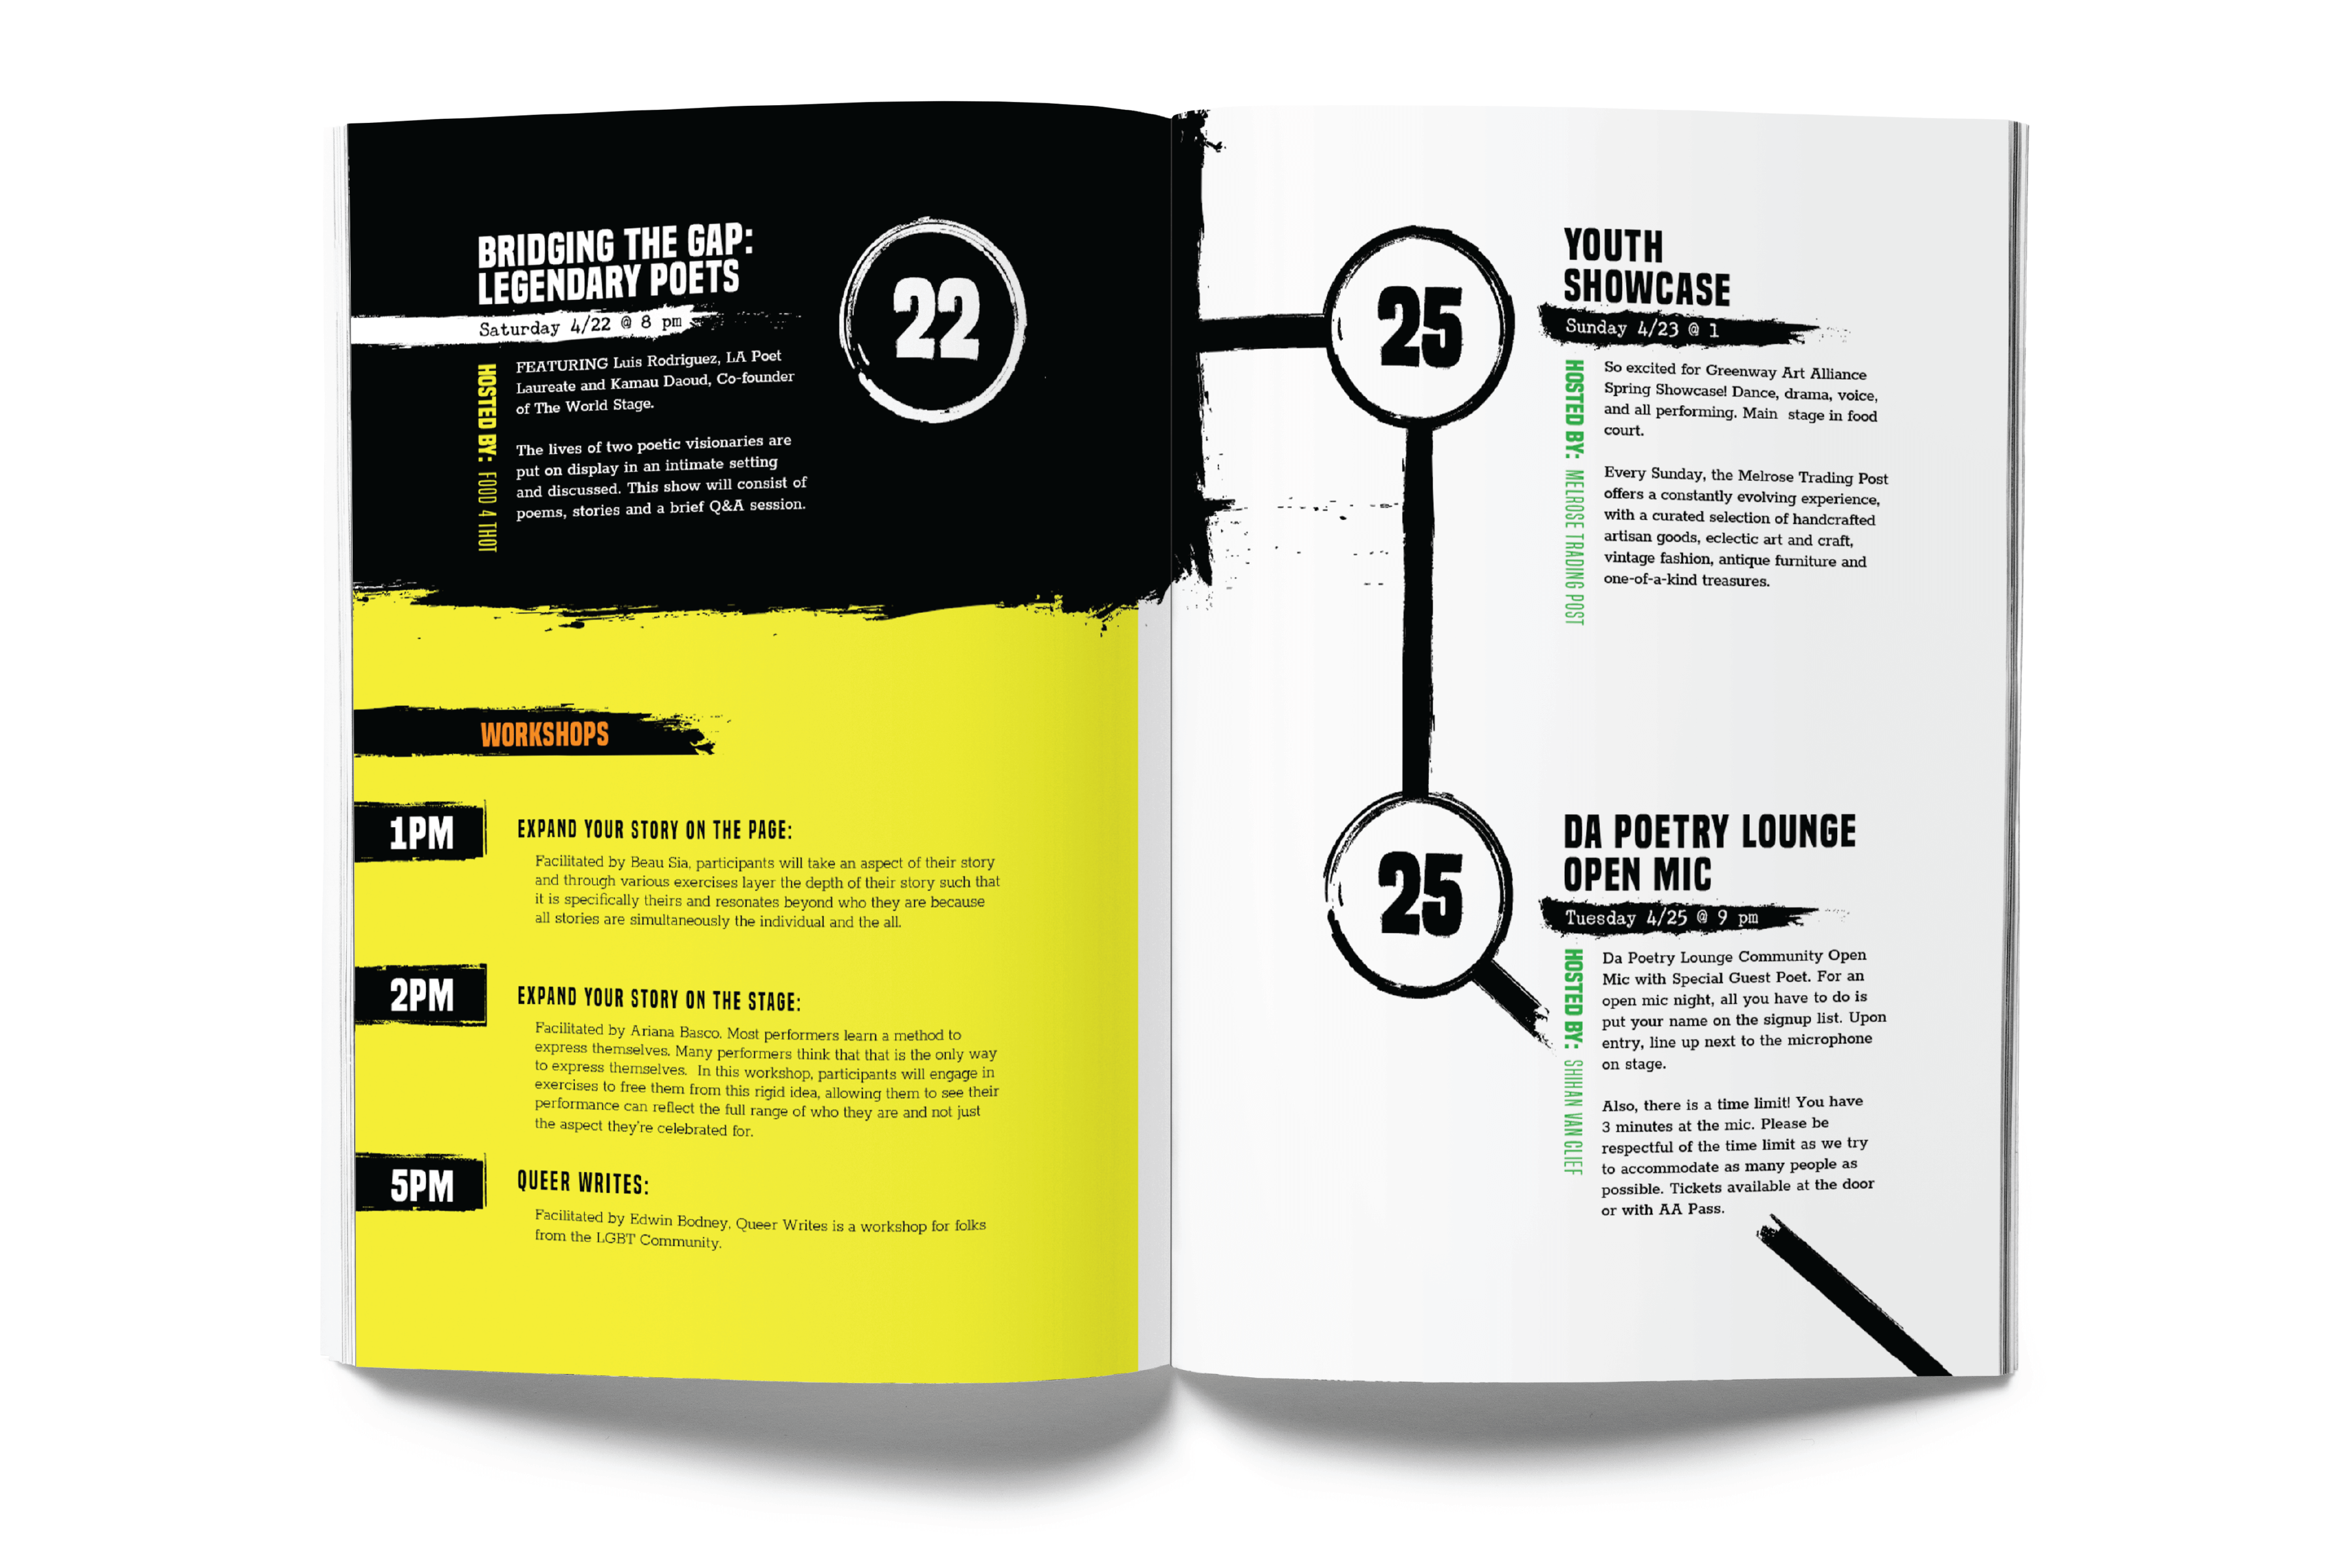 BRIDGING THE GAP:
LEGENDARY POETS
Saturday 4/22 @ 8 pm
22
HOSTED BY: FOOD 4 THOT
FEATURING Luis Rodriguez, LA Poet
Laureate and Kamau Daoud, Co-founder
of The World Stage.
The lives of two poetic visionaries are
put on display in an intimate setting
and discussed. This show will consist of
poems, stories and a brief Q&A session.
WORKSHOPS
1PM
EXPAND YOUR STORY ON THE PAGE:
Facilitated by Beau Sia, participants will take an aspect of their story
and through various exercises layer the depth of their story such that
it is specifically theirs and resonates beyond who they are because
all stories are simultaneously the individual and the all.
2PM
EXPAND YOUR STORY ON THE STAGE:
Facilitated by Ariana Basco. Most performers learn a method to
express themselves. Many performers think that that is the only way
to express themselves.  In this workshop, participants will engage in
exercises to free them from this rigid idea, allowing them to see their
performance can reflect the full range of who they are and not just
the aspect they're celebrated for.
5PM
QUEER WRITES:
Facilitated by Edwin Bodney, Queer Writes is a workshop for folks
from the LGBT Community.
25
YOUTH
SHOWCASE
Sunday 4/23 @ 1
HOSTED BY: MELROSE TRADING POST
So excited for Greenway Art Alliance
Spring Showcase! Dance, drama, voice,
and all performing. Main  stage in food
court.
Every Sunday, the Melrose Trading Post
offers a constantly evolving experience,
with a curated selection of handcrafted
artisan goods, eclectic art and craft,
vintage fashion, antique furniture and
one-of-a-kind treasures.
25
DA POETRY LOUNGE
OPEN MIC
Tuesday 4/25 @ 9 pm
HOSTED BY: SHIHAN VAN CLIEF
Da Poetry Lounge Community Open
Mic with Special Guest Poet. For an
open mic night, all you have to do is
put your name on the signup list. Upon
entry, line up next to the microphone
on stage.
Also, there is a time limit! You have
3 minutes at the mic. Please be
respectful of the time limit as we try
to accommodate as many people as
possible. Tickets available at the door
or with AA Pass.